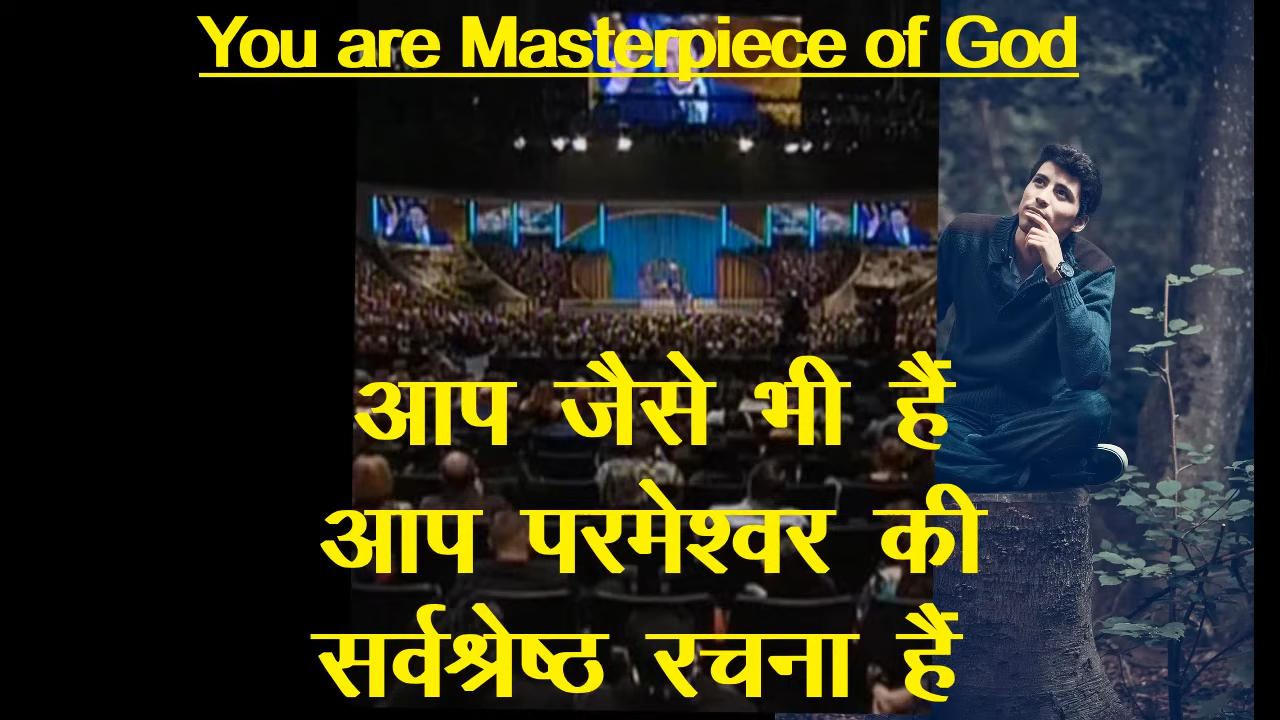 You are Masterpiece of God
आप जैसे भी हैं
आप परमेश्वर की
सर्वश्रेष्ठ रचना हैं